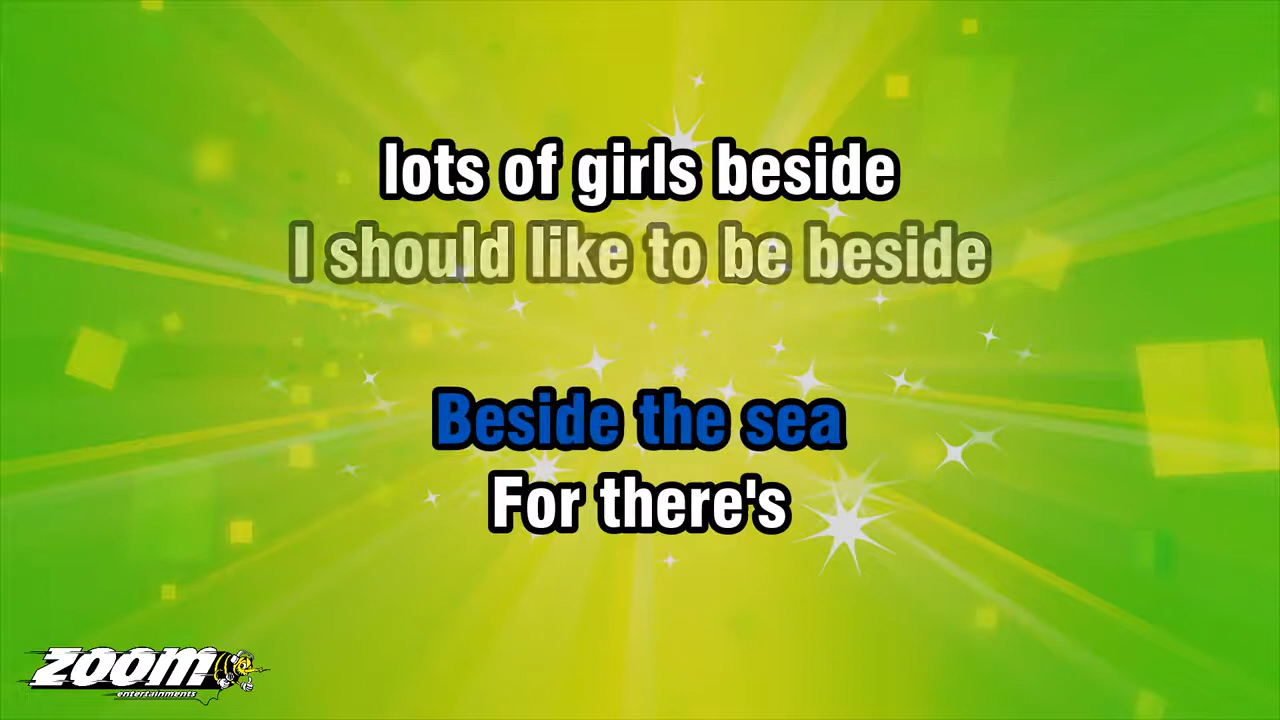 lots of girls beside
I should like to be beside
Beside the sea
For there's
ZOOM
entertainments